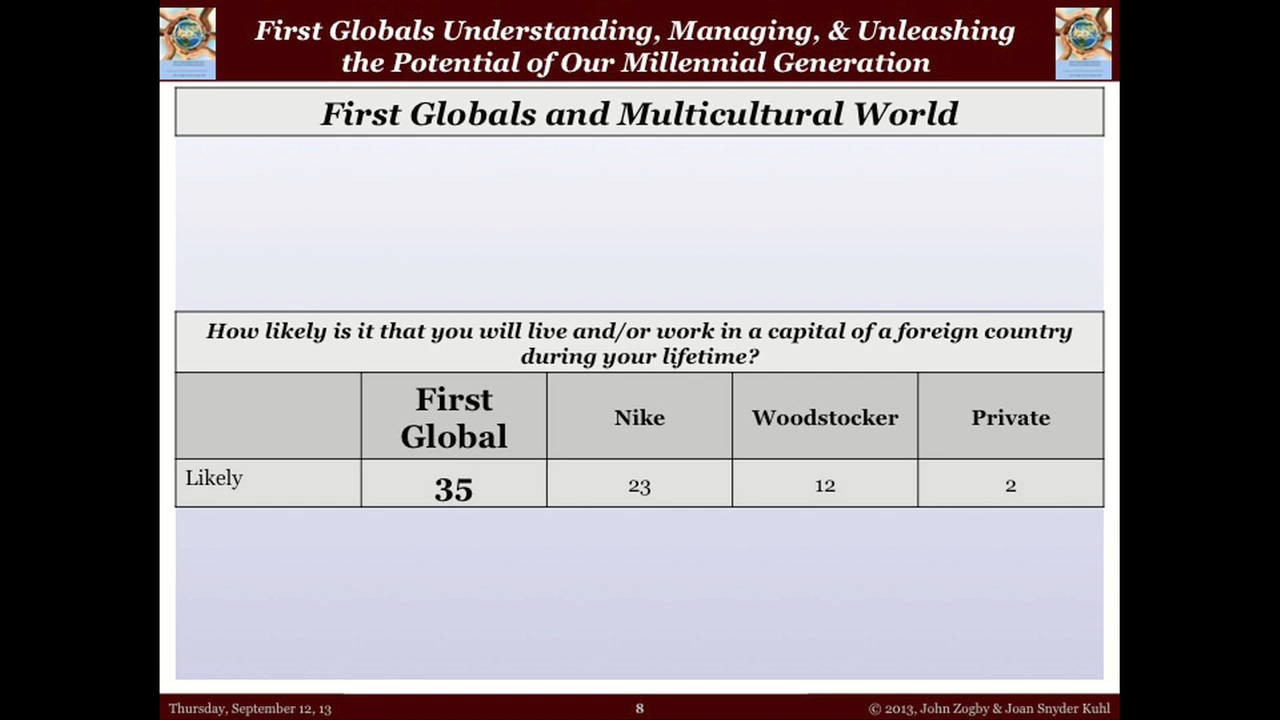 First Globals Understanding, Managing, & Unleashing
the Potential of Our Millennial Generation
First Globals and Multicultural World
How likely is it that you will live and/or work in a capital of a foreign country
during your lifetime?
First
Global
Nike
Woodstocker
Private
Likely
35
23
12
2
Thursday, September 12, 13
8
© 2013, John Zogby & Joan Snyder Kuhl